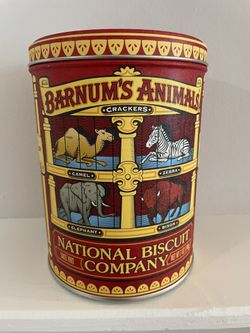 BARNUM'S ANIMALS
CRACKERS
CAMEL ZEBRA
ELEPHANT BISON
NATIONAL BISCUIT
COMPANY